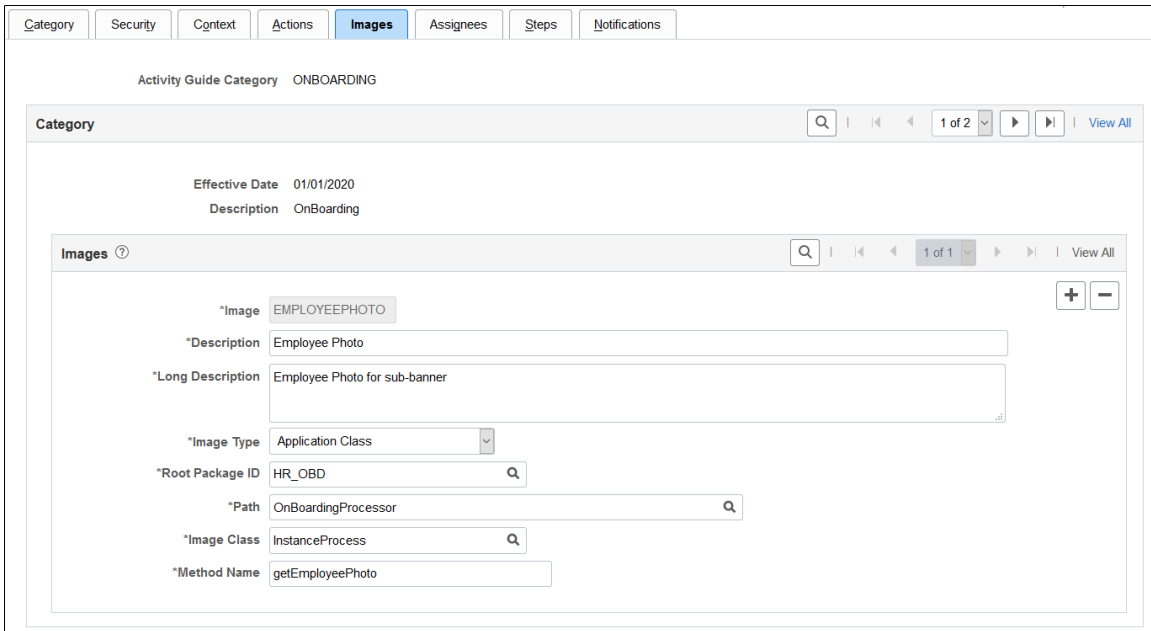 Category Security Context Actions Images Assignees Steps Notifications
Activity Guide Category ONBOARDING
Category 1 of 2 View All
Effective Date 01/01/2020
Description OnBoarding
Images ? 1 of 1 View All
*Image EMPLOYEEPHOTO
*Description Employee Photo
*Long Description Employee Photo for sub-banner
*Image Type Application Class
*Root Package ID HR_OBD
*Path OnBoardingProcessor
*Image Class InstanceProcess
*Method Name getEmployeePhoto